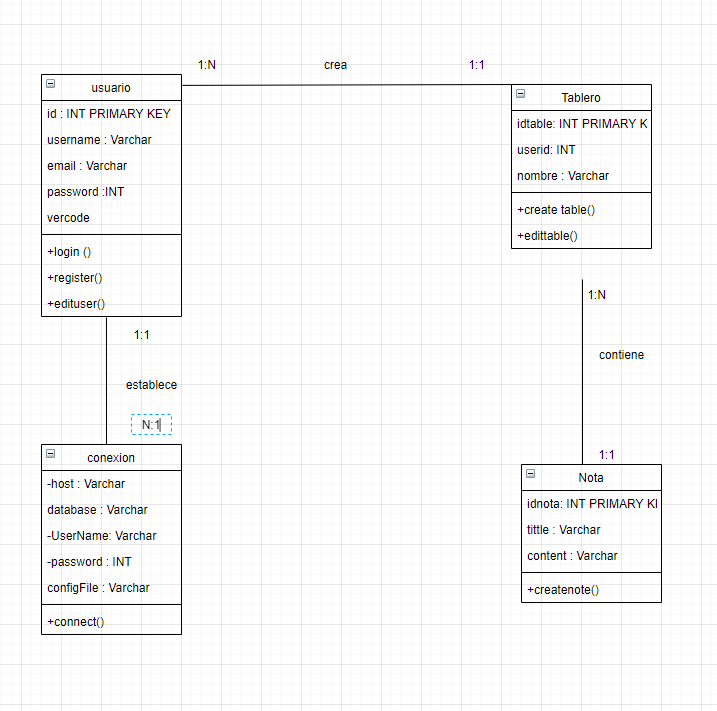 1:N
crea
1:1
usuario
id : INT PRIMARY KEY
username : Varchar
email : Varchar
password :INT
vercode
+login ()
+register()
+edituser()
Tablero
idtable: INT PRIMARY K
userid: INT
nombre : Varchar
+create table()
+edittable()
1:N
contiene
1:1
1:1
establece
N:1
conexion
-host : Varchar
database : Varchar
-UserName: Varchar
-password : INT
configFile : Varchar
+connect()
Nota
idnota: INT PRIMARY KI
tittle : Varchar
content : Varchar
+createnote()